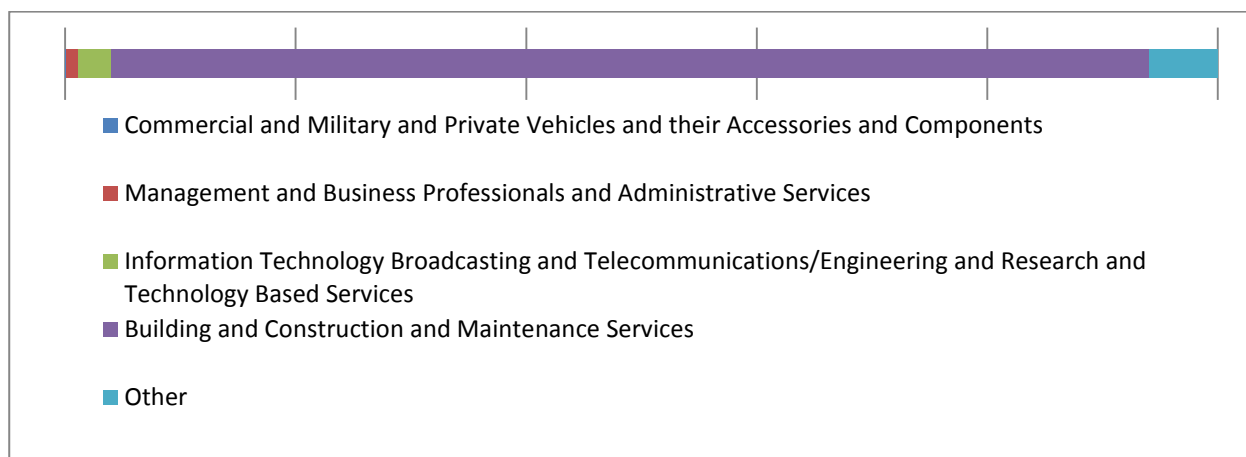 Commercial and Military and Private Vehicles and their Accessories and Components
Management and Business Professionals and Administrative Services
Information Technology Broadcasting and Telecommunications/Engineering and Research and
Technology Based Services
Building and Construction and Maintenance Services
Other